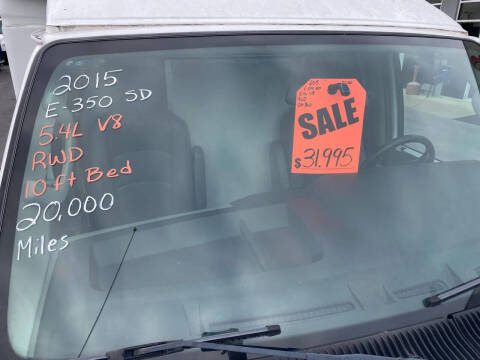 2015
E-350 SD
5.4L V8
RWD
10 ft Bed
20,000
Miles
SALE
$31,995